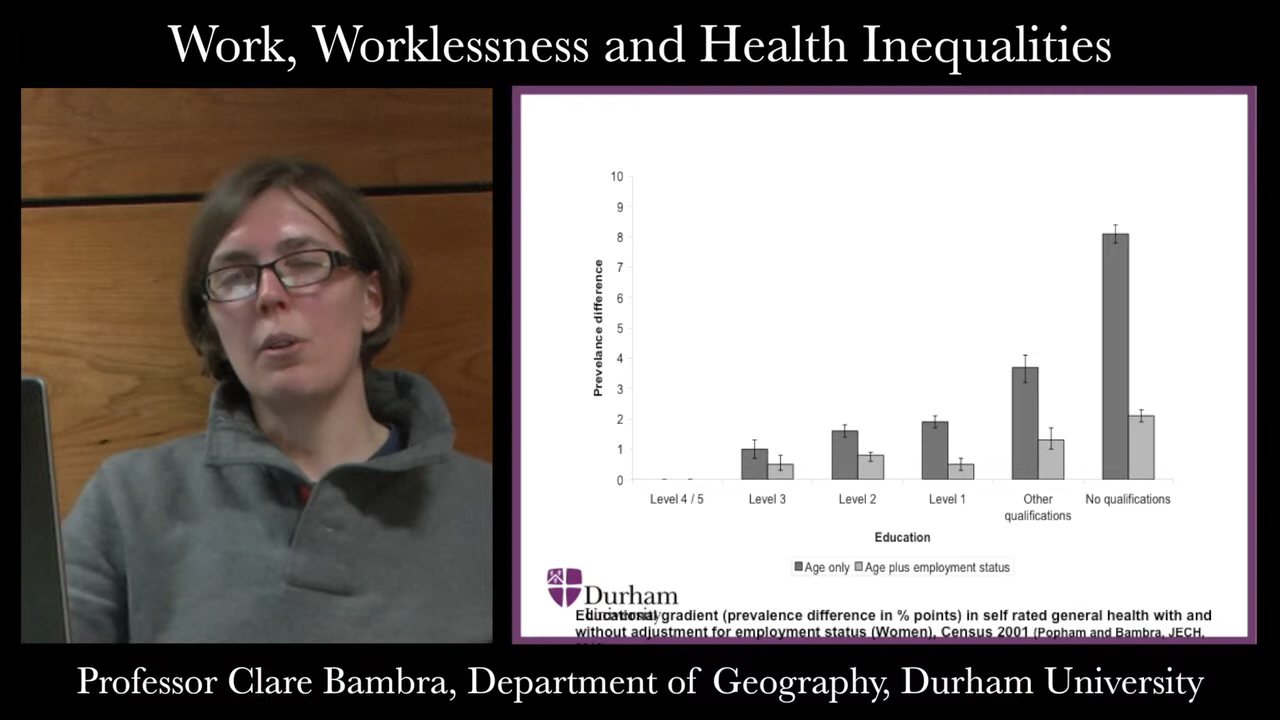 Work, Worklessness and Health Inequalities
10
9
8
7
6
5
4
3
2
1
0
Prevelance difference
Level 4 / 5
Level 3
Level 2
Level 1
Other
qualifications
No qualifications
Education
Age only
Age plus employment status
Durham
University
Educational gradient (prevalence difference in % points) in self rated general health with and
without adjustment for employment status (Women), Census 2001 (Popham and Bambra, JECH,
Professor Clare Bambra, Department of Geography, Durham University